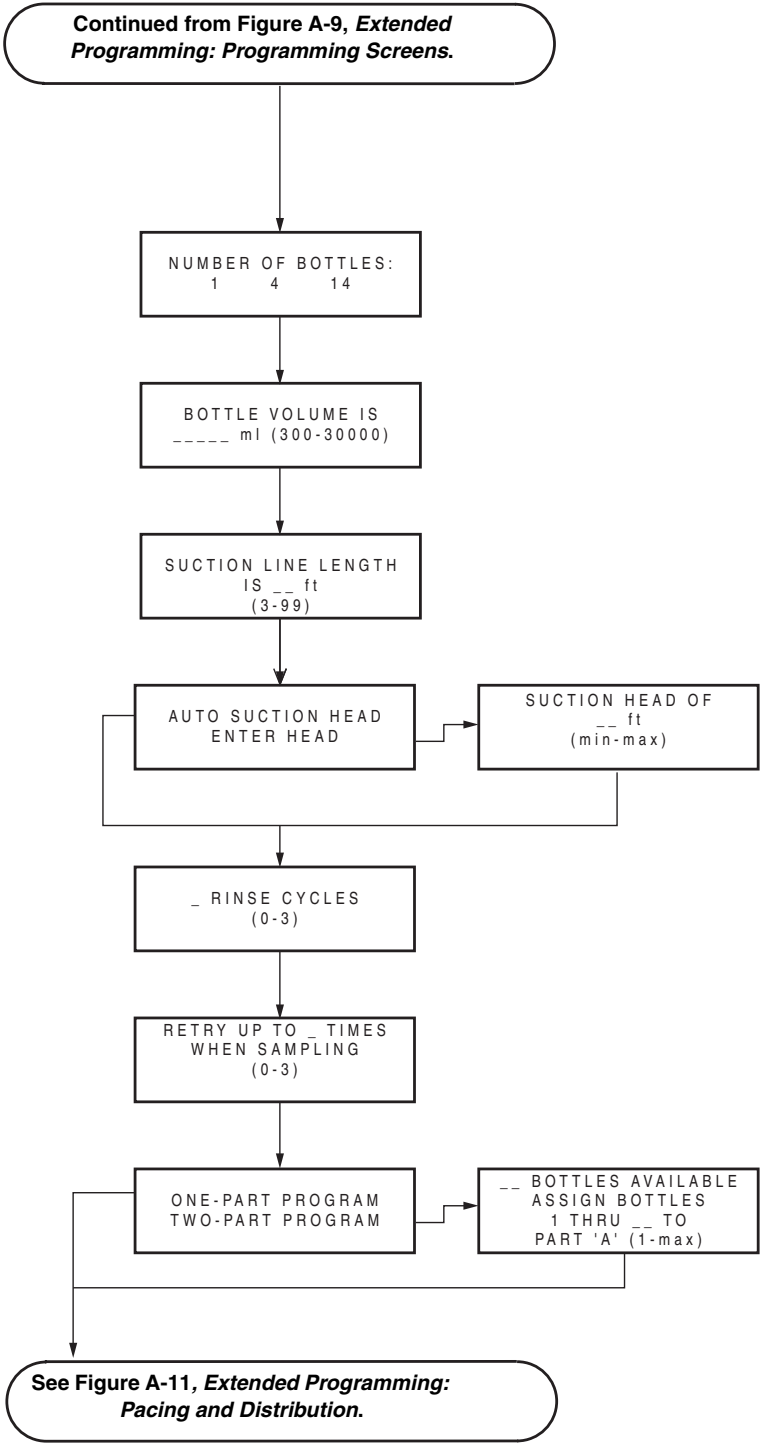 Continued from Figure A-9, Extended
Programming: Programming Screens.
NUMBER OF BOTTLES:
1 4 14
BOTTLE VOLUME IS
_____ ml (300-30000)
SUCTION LINE LENGTH
IS __ ft
(3-99)
AUTO SUCTION HEAD
ENTER HEAD
SUCTION HEAD OF
__ ft
(min-max)
_ RINSE CYCLES
(0-3)
RETRY UP TO _ TIMES
WHEN SAMPLING
(0-3)
ONE-PART PROGRAM
TWO-PART PROGRAM
__ BOTTLES AVAILABLE
ASSIGN BOTTLES
1 THRU __ TO
PART 'A' (1-max)
See Figure A-11, Extended Programming:
Pacing and Distribution.